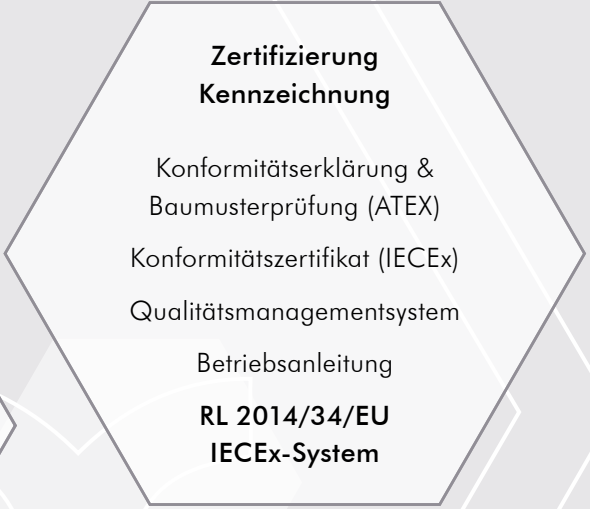 Zertifizierung
Kennzeichnung
Konformitätserklärung &
Baumusterprüfung (ATEX)
Konformitätszertifikat (IECEx)
Qualitätsmanagementsystem
Betriebsanleitung
RL 2014/34/EU
IECEx-System